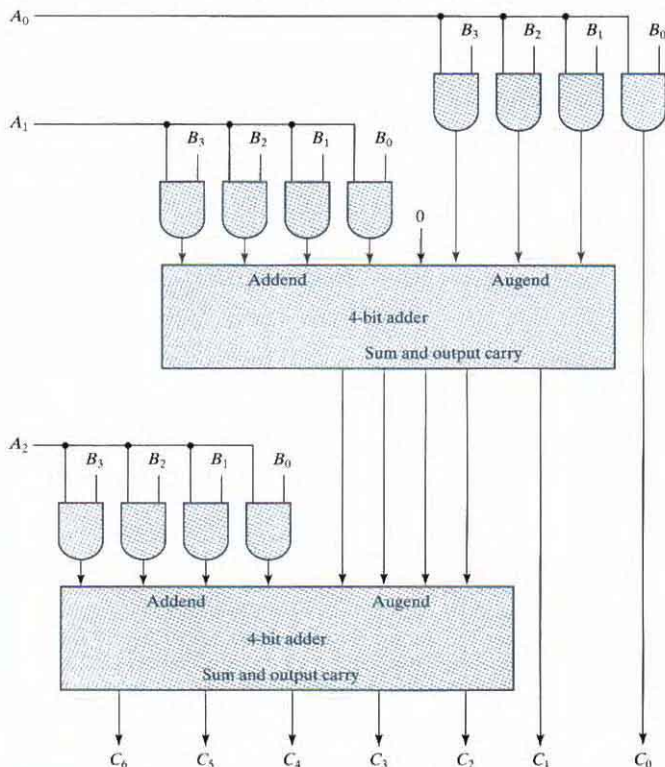 A₀
B₃ B₂ B₁ B₀
A₁
B₃ B₂ B₁ B₀
0
Addend Augend
4-bit adder
Sum and output carry
A₂
B₃ B₂ B₁ B₀
Addend Augend
4-bit adder
Sum and output carry
C₆ C₅ C₄ C₃ C₂ C₁ C₀